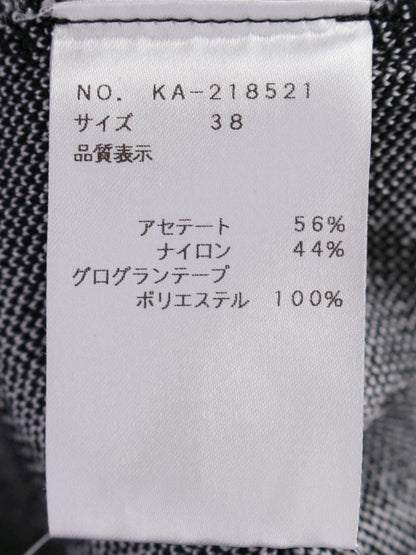 NO. KA-218521
サイズ 38
品質表示
アセテート 56%
ナイロン 44%
グログランテープ
ポリエステル 100%